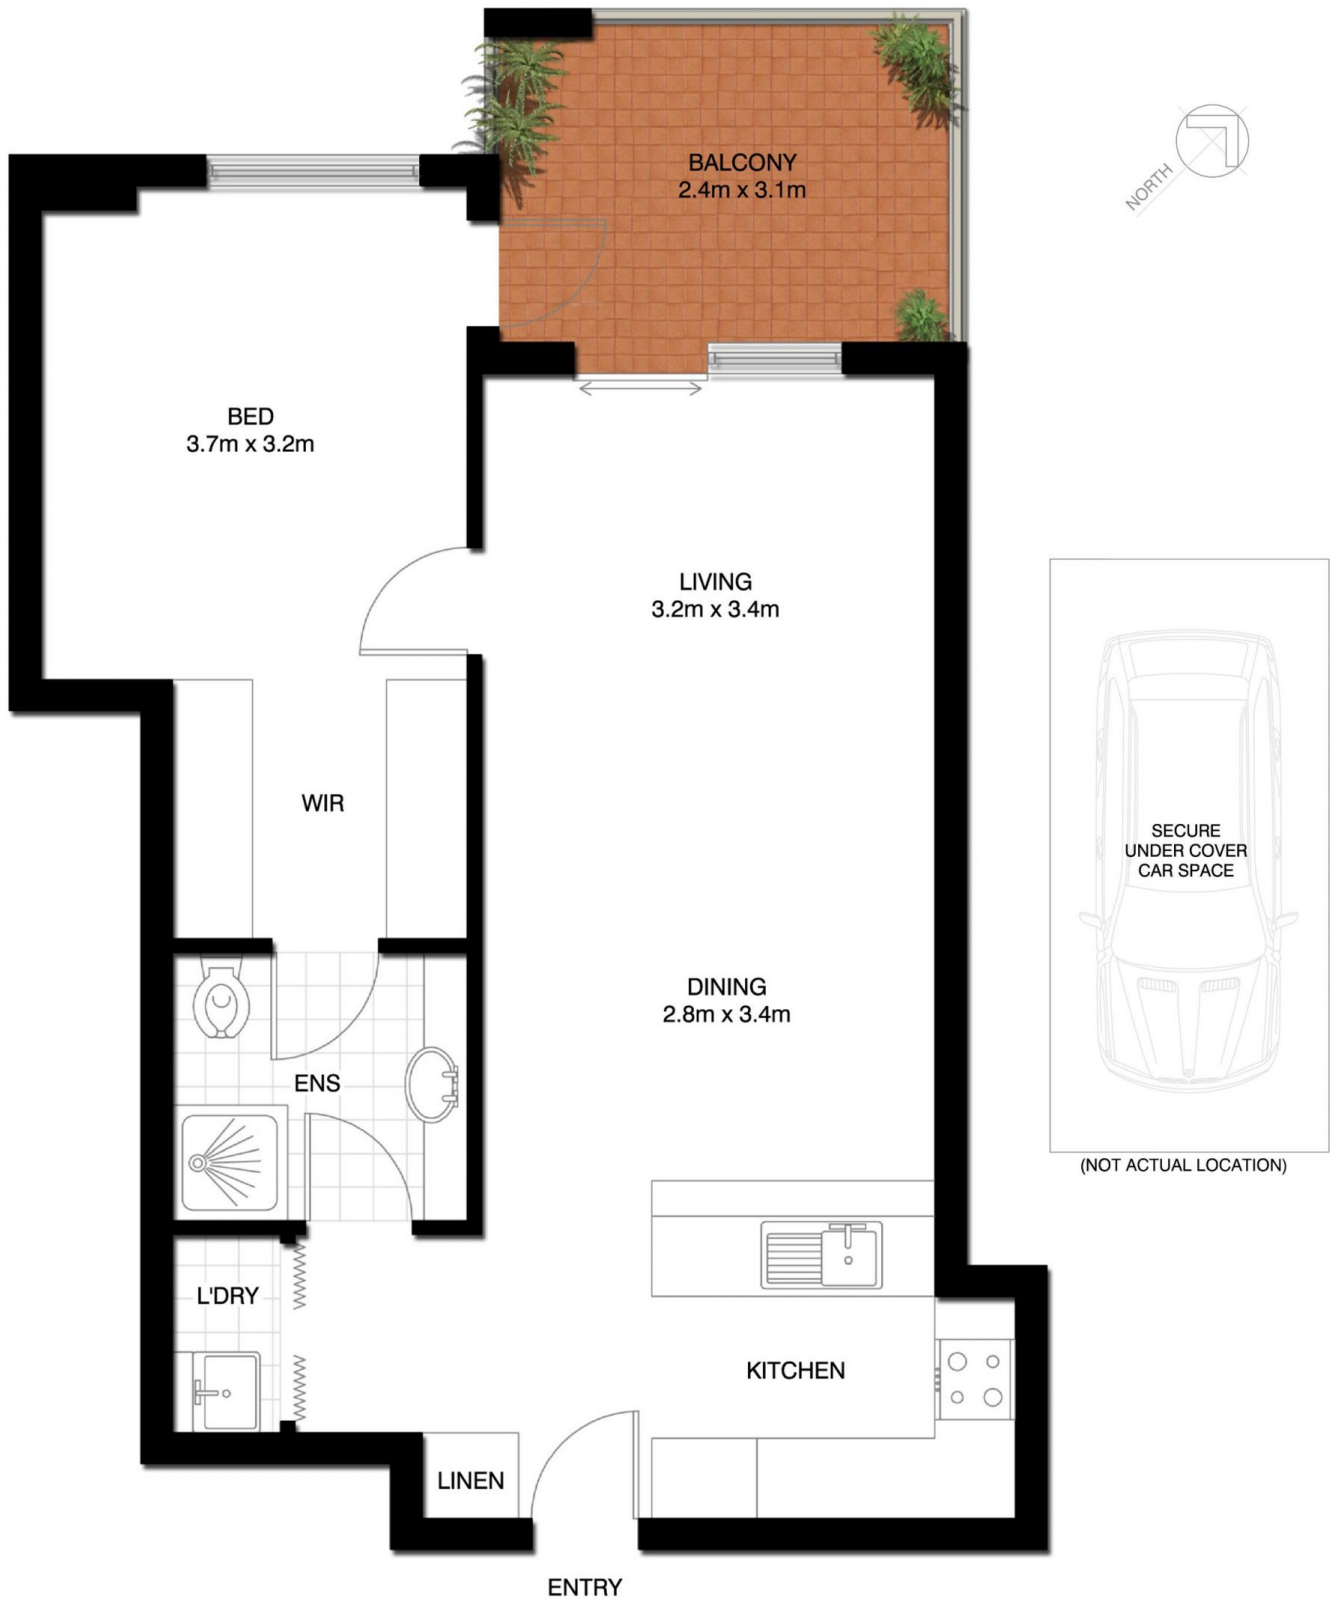 BALCONY
2.4m x 3.1m
NORTH
BED
3.7m x 3.2m
LIVING
3.2m x 3.4m
WIR
SECURE
UNDER COVER
CAR SPACE
DINING
2.8m x 3.4m
ENS
(NOT ACTUAL LOCATION)
L'DRY
KITCHEN
LINEN
ENTRY